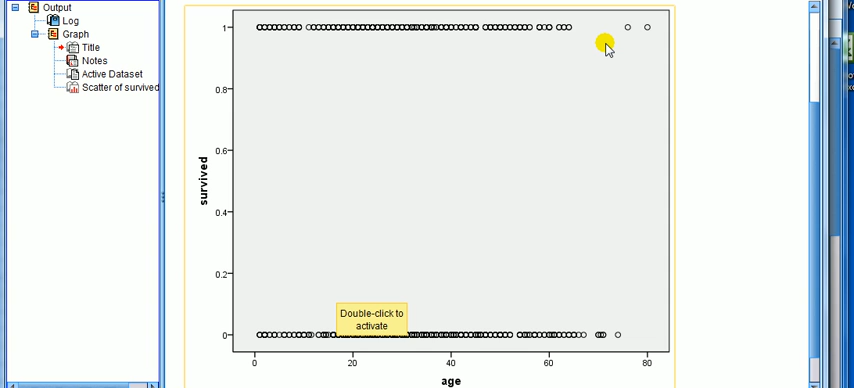 Output
Log
Graph
Title
Notes
Active Dataset
Scatter of survived
survived
1
0.8
0.6
0.4
0.2
0
Double-click to
activate
0 20 40 60 80
age